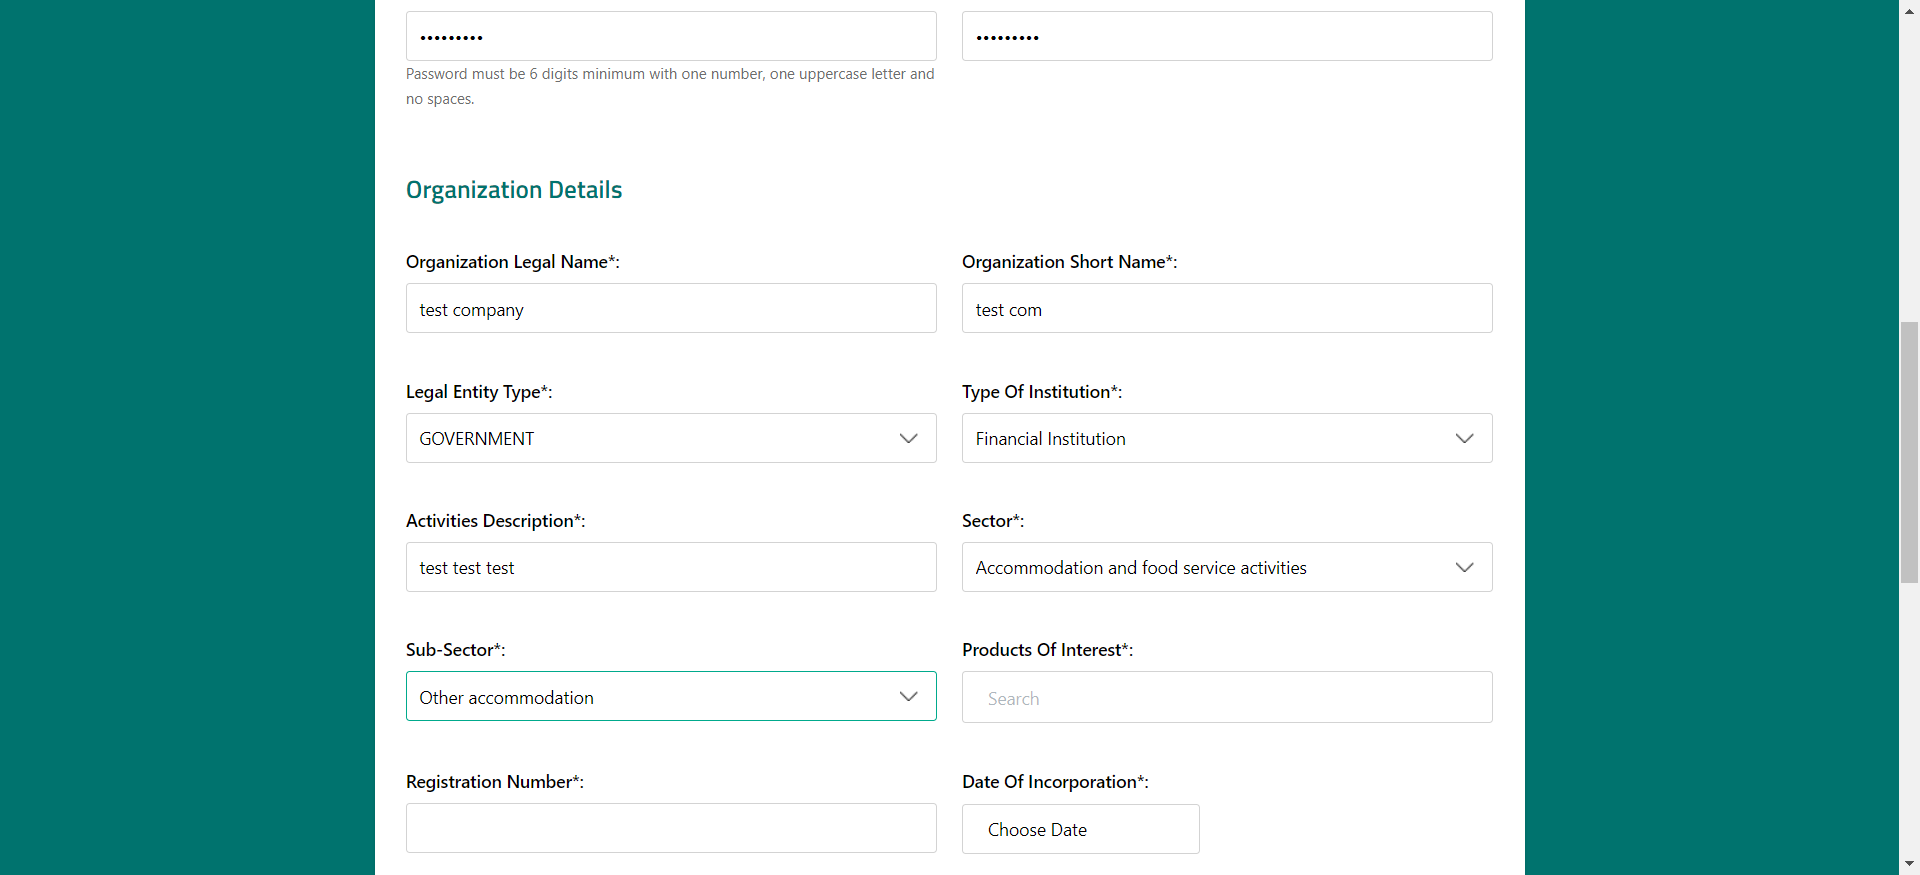 •••••••••
•••••••••
Password must be 6 digits minimum with one number, one uppercase letter and
no spaces.
Organization Details
Organization Legal Name*:
Organization Short Name*:
test company
test com
Legal Entity Type*:
Type Of Institution*:
GOVERNMENT
Financial Institution
Activities Description*:
Sector*:
test test test
Accommodation and food service activities
Sub-Sector*:
Products Of Interest*:
Other accommodation
Search
Registration Number*:
Date Of Incorporation*:
Choose Date